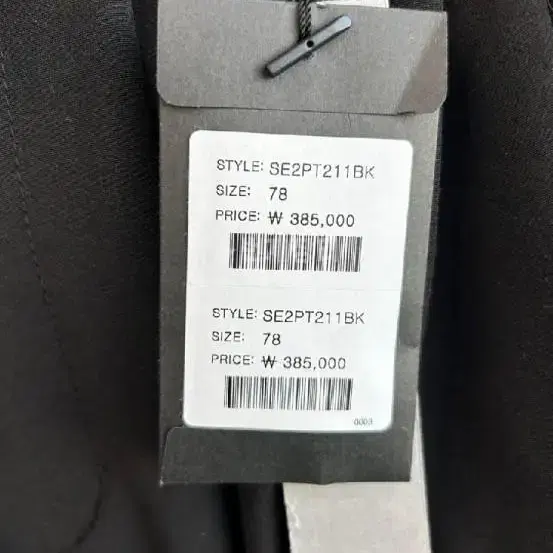 STYLE: SE2PT211BK
SIZE: 78
PRICE: ₩ 385,000
STYLE: SE2PT211BK
SIZE: 78
PRICE: ₩ 385,000
0003